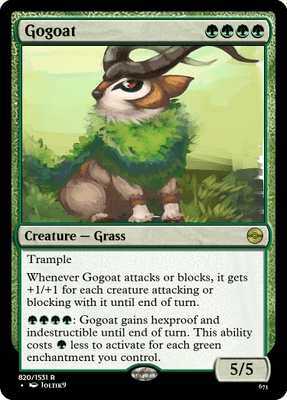 Gogoat
Creature — Grass
Trample
Whenever Gogoat attacks or blocks, it gets
+1/+1 for each creature attacking or
blocking with it until end of turn.
: Gogoat gains hexproof and
indestructible until end of turn. This ability
costs less to activate for each green
enchantment you control.
5/5
820/1531 R
• Joltik9